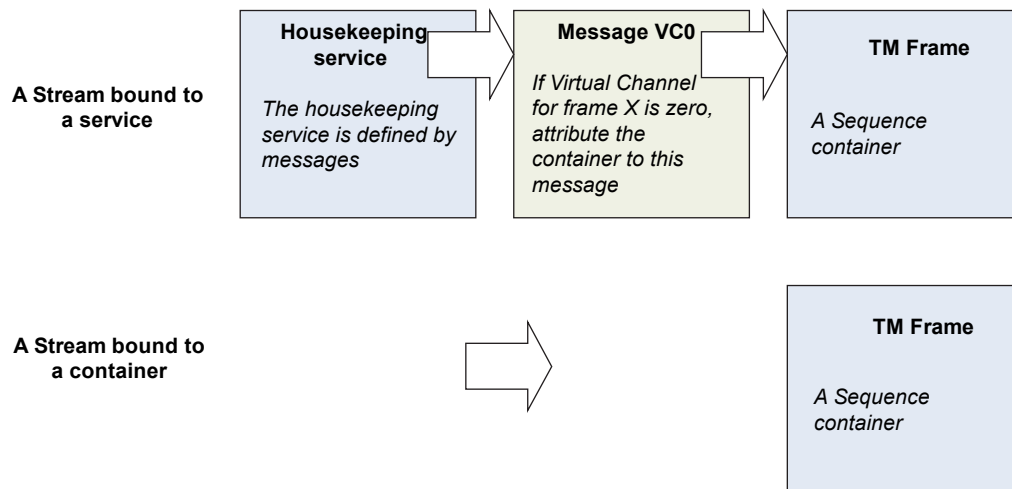 A Stream bound to
a service
Housekeeping
service
The housekeeping
service is defined by
messages
Message VC0
If Virtual Channel
for frame X is zero,
attribute the
container to this
message
TM Frame
A Sequence
container
A Stream bound to
a container
TM Frame
A Sequence
container